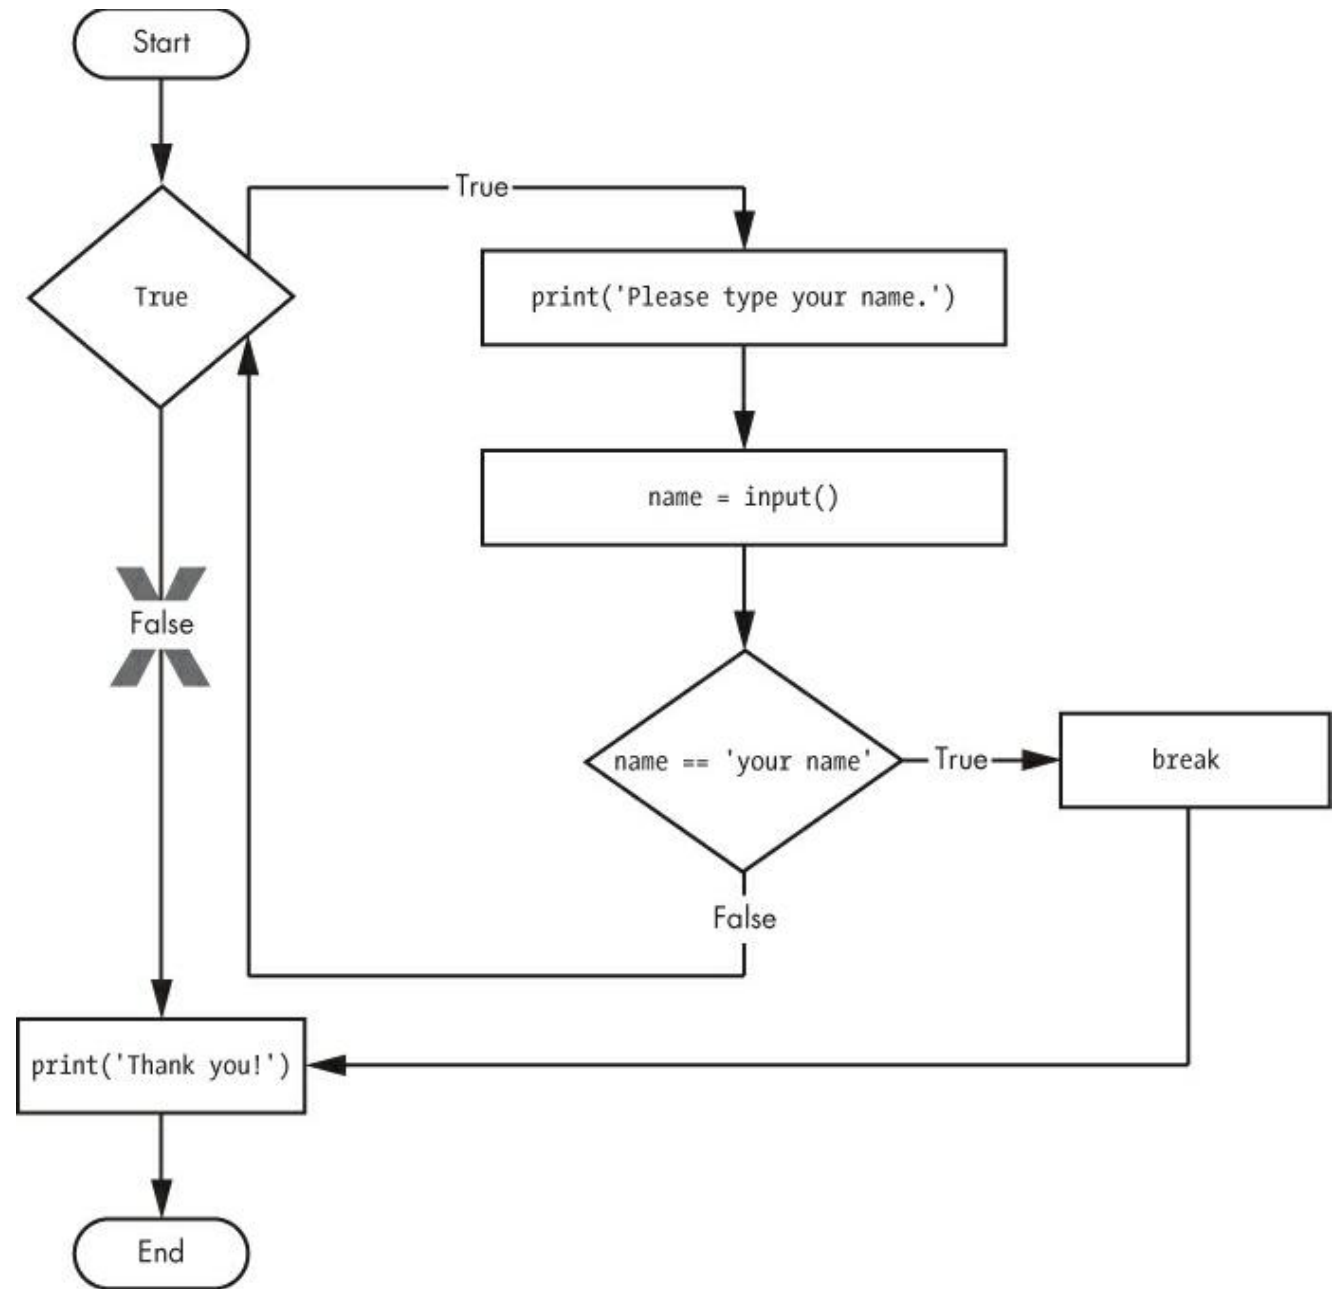 Start
True
True
print('Please type your name.')
name = input()
name == 'your name'
True
break
False
False
print('Thank you!')
End